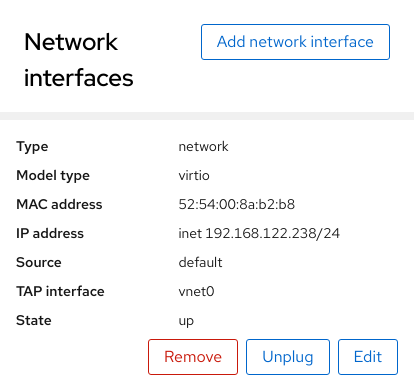 Network
interfaces
Add network interface
Type network
Model type virtio
MAC address 52:54:00:8a:b2:b8
IP address inet 192.168.122.238/24
Source default
TAP interface vnet0
State up
Remove Unplug Edit